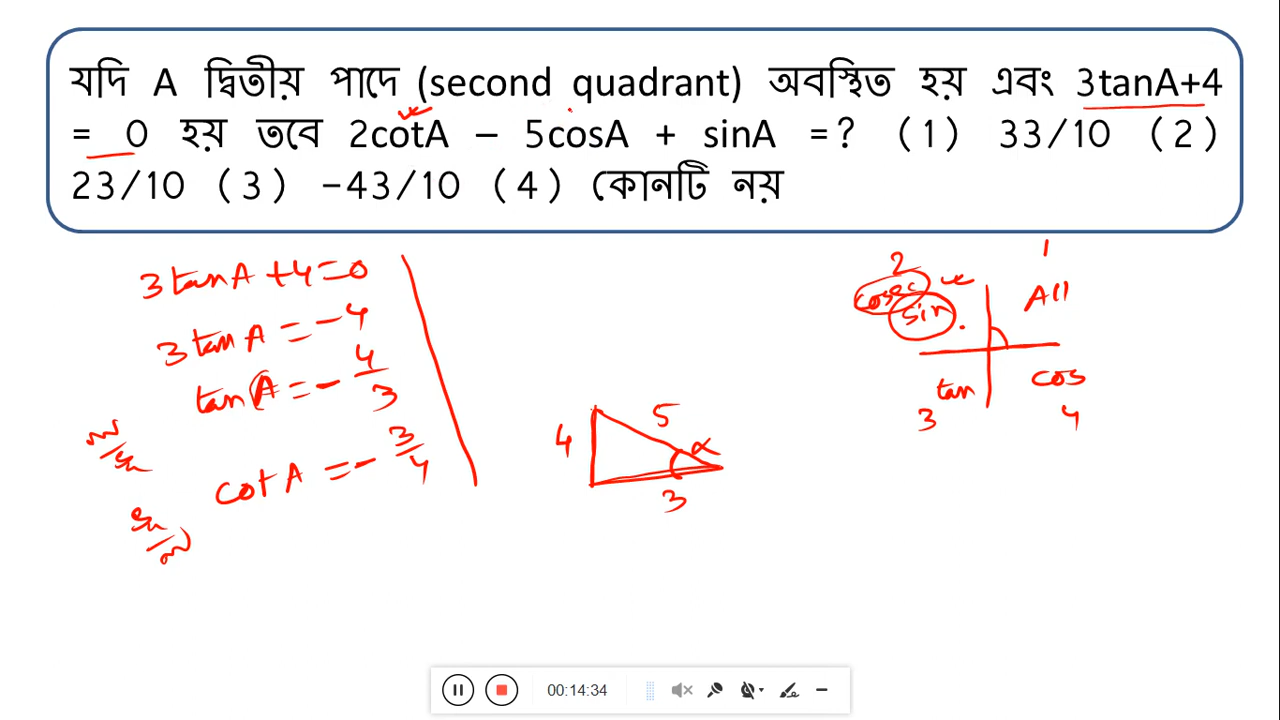 যদি A দ্বিতীয় পাদে (second quadrant) অবস্থিত হয় এবং 3tanA+4
= 0 হয় তবে 2cotA – 5cosA + sinA =? (1) 33/10 (2)
23/10 (3) -43/10 (4) কোনটি নয়
3tanA +4=0
3tanA = -4
tanA = - 4/3
cotA = - 3/4
4
5
α
3
2
1
cosec
sin
All
tan
cos
3
4
00:14:34